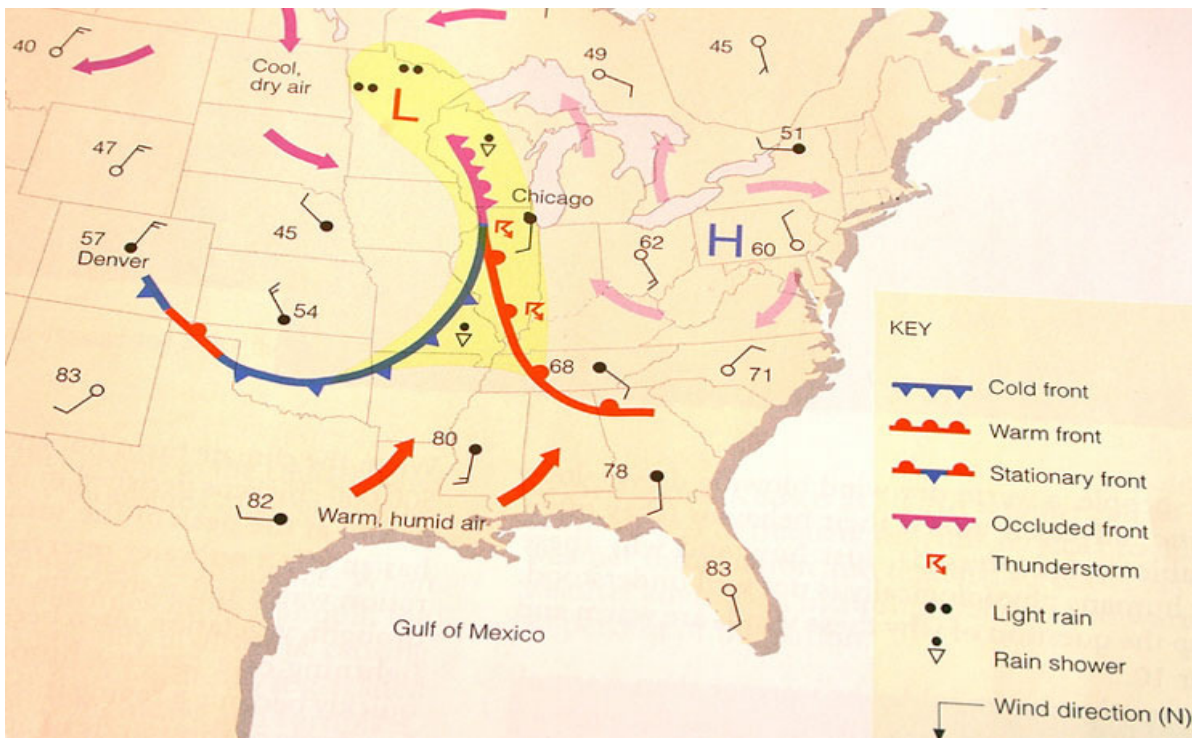 40
Cool,
dry air
49
45
47
51
Chicago
45
57
Denver
62
H
60
L
54
83
68
71
80
78
82
Warm, humid air
83
Gulf of Mexico
KEY
Cold front
Warm front
Stationary front
Occluded front
Thunderstorm
Light rain
Rain shower
Wind direction (N)